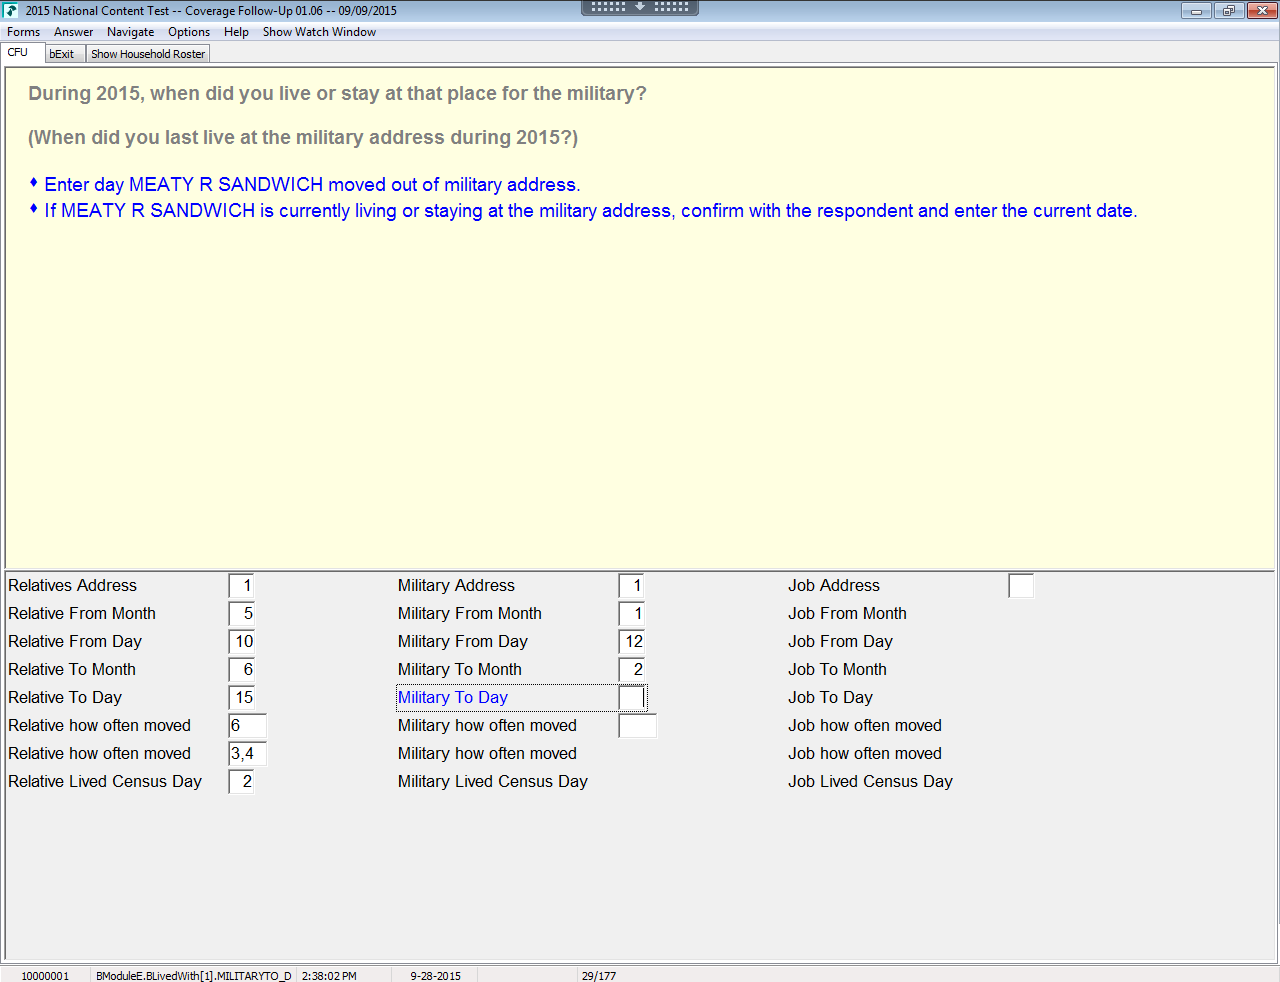 2015 National Content Test -- Coverage Follow-Up 01.06 -- 09/09/2015
Forms Answer Navigate Options Help Show Watch Window
CFU bExit Show Household Roster
During 2015, when did you live or stay at that place for the military?
(When did you last live at the military address during 2015?)
♦ Enter day MEATY R SANDWICH moved out of military address.
♦ If MEATY R SANDWICH is currently living or staying at the military address, confirm with the respondent and enter the current date.
Relatives Address 1 Military Address 1 Job Address
Relative From Month 5 Military From Month 1 Job From Month
Relative From Day 10 Military From Day 12 Job From Day
Relative To Month 6 Military To Month 2 Job To Month
Relative To Day 15 Military To Day Job To Day
Relative how often moved 6 Military how often moved Job how often moved
Relative how often moved 3,4 Military how often moved Job how often moved
Relative Lived Census Day 2 Military Lived Census Day Job Lived Census Day
10000001 BModuleE.BLivedWith[1].MILITARYTO_D 2:38:02 PM 9-28-2015 29/177